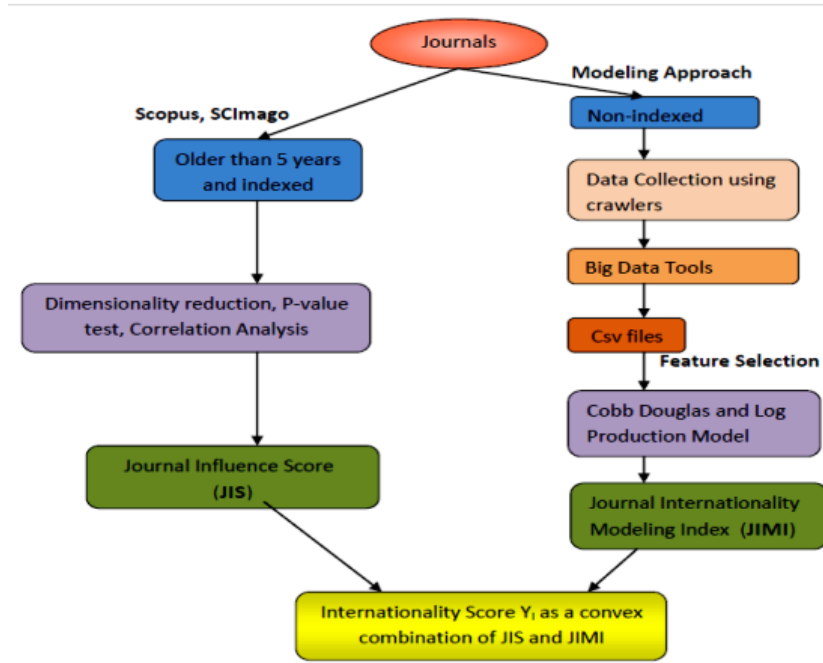 Journals
Modeling Approach
Scopus, SCImago
Non-indexed
Older than 5 years
and indexed
Data Collection using
crawlers
Big Data Tools
Dimensionality reduction, P-value
test, Correlation Analysis
Csv files
Feature Selection
Cobb Douglas and Log
Production Model
Journal Influence Score
(JIS)
Journal Internationality
Modeling Index (JIMI)
Internationality Score Yᵢ as a convex
combination of JIS and JIMI